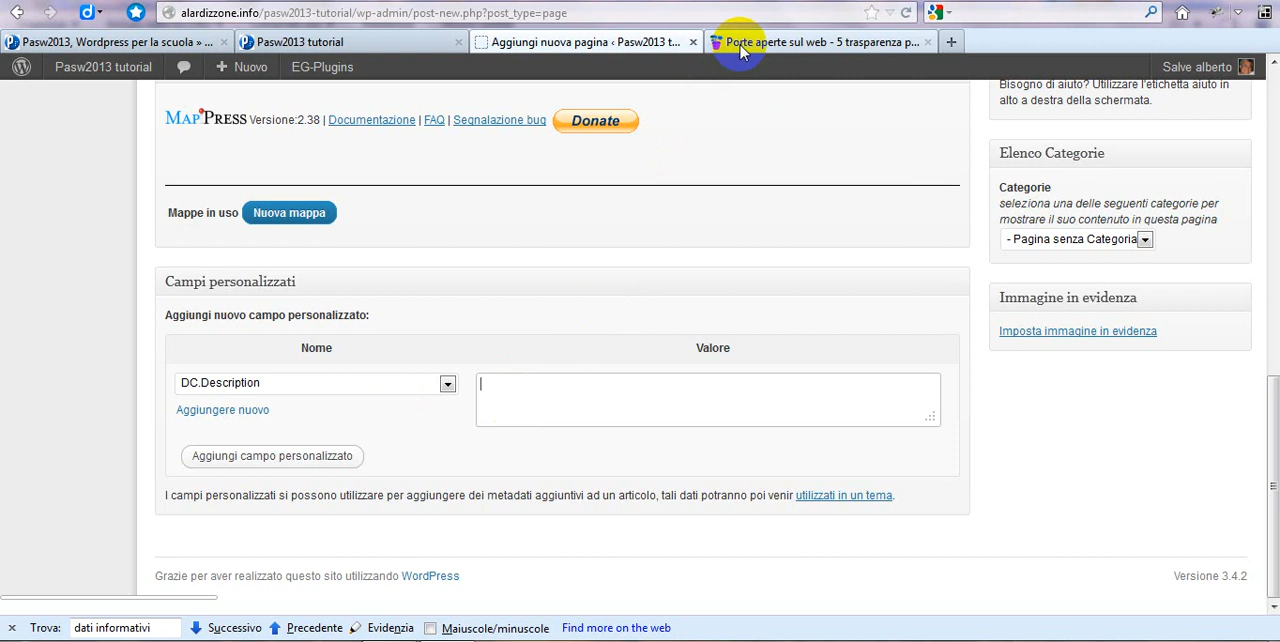 alardizzone.info/pasw2013-tutorial/wp-admin/post-new.php?post_type=page
Pasw2013, Wordpress per la scuola » ...
Pasw2013 tutorial
Aggiungi nuova pagina ‹ Pasw2013 t...
Porte aperte sul web - 5 trasparenza p...
Pasw2013 tutorial
Nuovo
EG-Plugins
Salve alberto
Bisogno di aiuto? Utilizzare l'etichetta aiuto in
alto a destra della schermata.
MapPress Versione:2.38 | Documentazione | FAQ | Segnalazione bug
Donate
Elenco Categorie
Categorie
seleziona una delle seguenti categorie per
mostrare il suo contenuto in questa pagina
- Pagina senza Categoria
Mappe in uso
Nuova mappa
Campi personalizzati
Immagine in evidenza
Aggiungi nuovo campo personalizzato:
Imposta immagine in evidenza
Nome
Valore
DC.Description
Aggiungere nuovo
Aggiungi campo personalizzato
I campi personalizzati si possono utilizzare per aggiungere dei metadati aggiuntivi ad un articolo, tali dati potranno poi venir utilizzati in un tema.
Grazie per aver realizzato questo sito utilizzando WordPress
Versione 3.4.2
Trova:
dati informativi
Successivo
Precedente
Evidenzia
Maiuscole/minuscole
Find more on the web